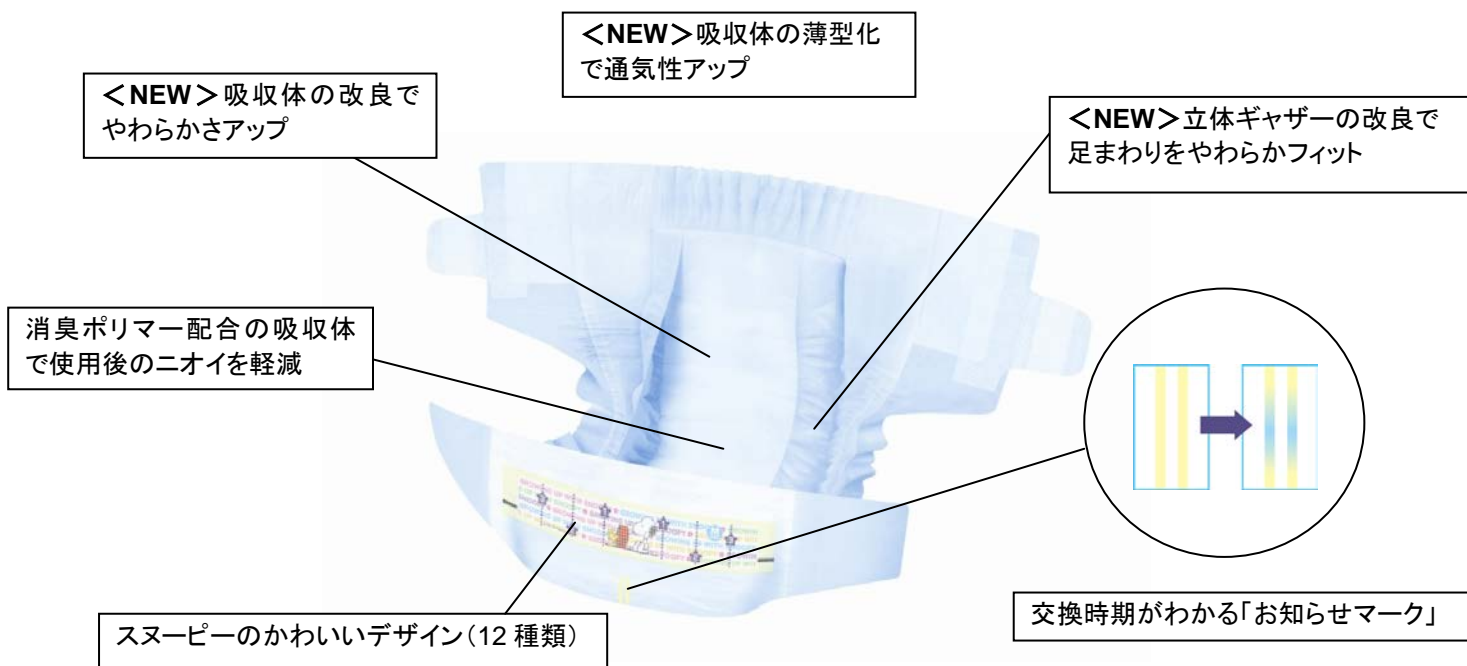 ＜NEW＞吸収体の薄型化
で通気性アップ
＜NEW＞吸収体の改良で
やわらかさアップ
＜NEW＞立体ギャザーの改良で
足まわりをやわらかフィット
消臭ポリマー配合の吸収体
で使用後のニオイを軽減
スヌーピーのかわいいデザイン（12 種類）
交換時期がわかる「お知らせマーク」